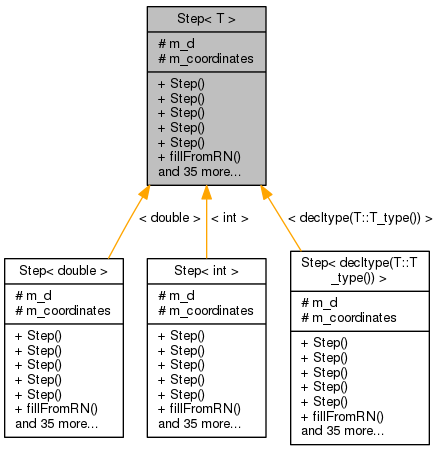 Step< T >
# m_d
# m_coordinates
+ Step()
+ Step()
+ Step()
+ Step()
+ Step()
+ fillFromRN()
and 35 more...
< double >
< int >
< decltype(T::T_type()) >
Step< double >
# m_d
# m_coordinates
+ Step()
+ Step()
+ Step()
+ Step()
+ Step()
+ fillFromRN()
and 35 more...
Step< int >
# m_d
# m_coordinates
+ Step()
+ Step()
+ Step()
+ Step()
+ Step()
+ fillFromRN()
and 35 more...
Step< decltype(T::T
_type()) >
# m_d
# m_coordinates
+ Step()
+ Step()
+ Step()
+ Step()
+ Step()
+ fillFromRN()
and 35 more...